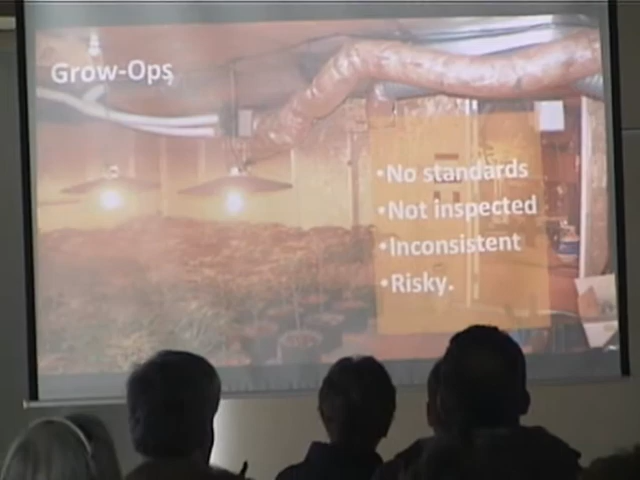 Grow-Ops
•No standards
•Not inspected
•Inconsistent
•Risky.